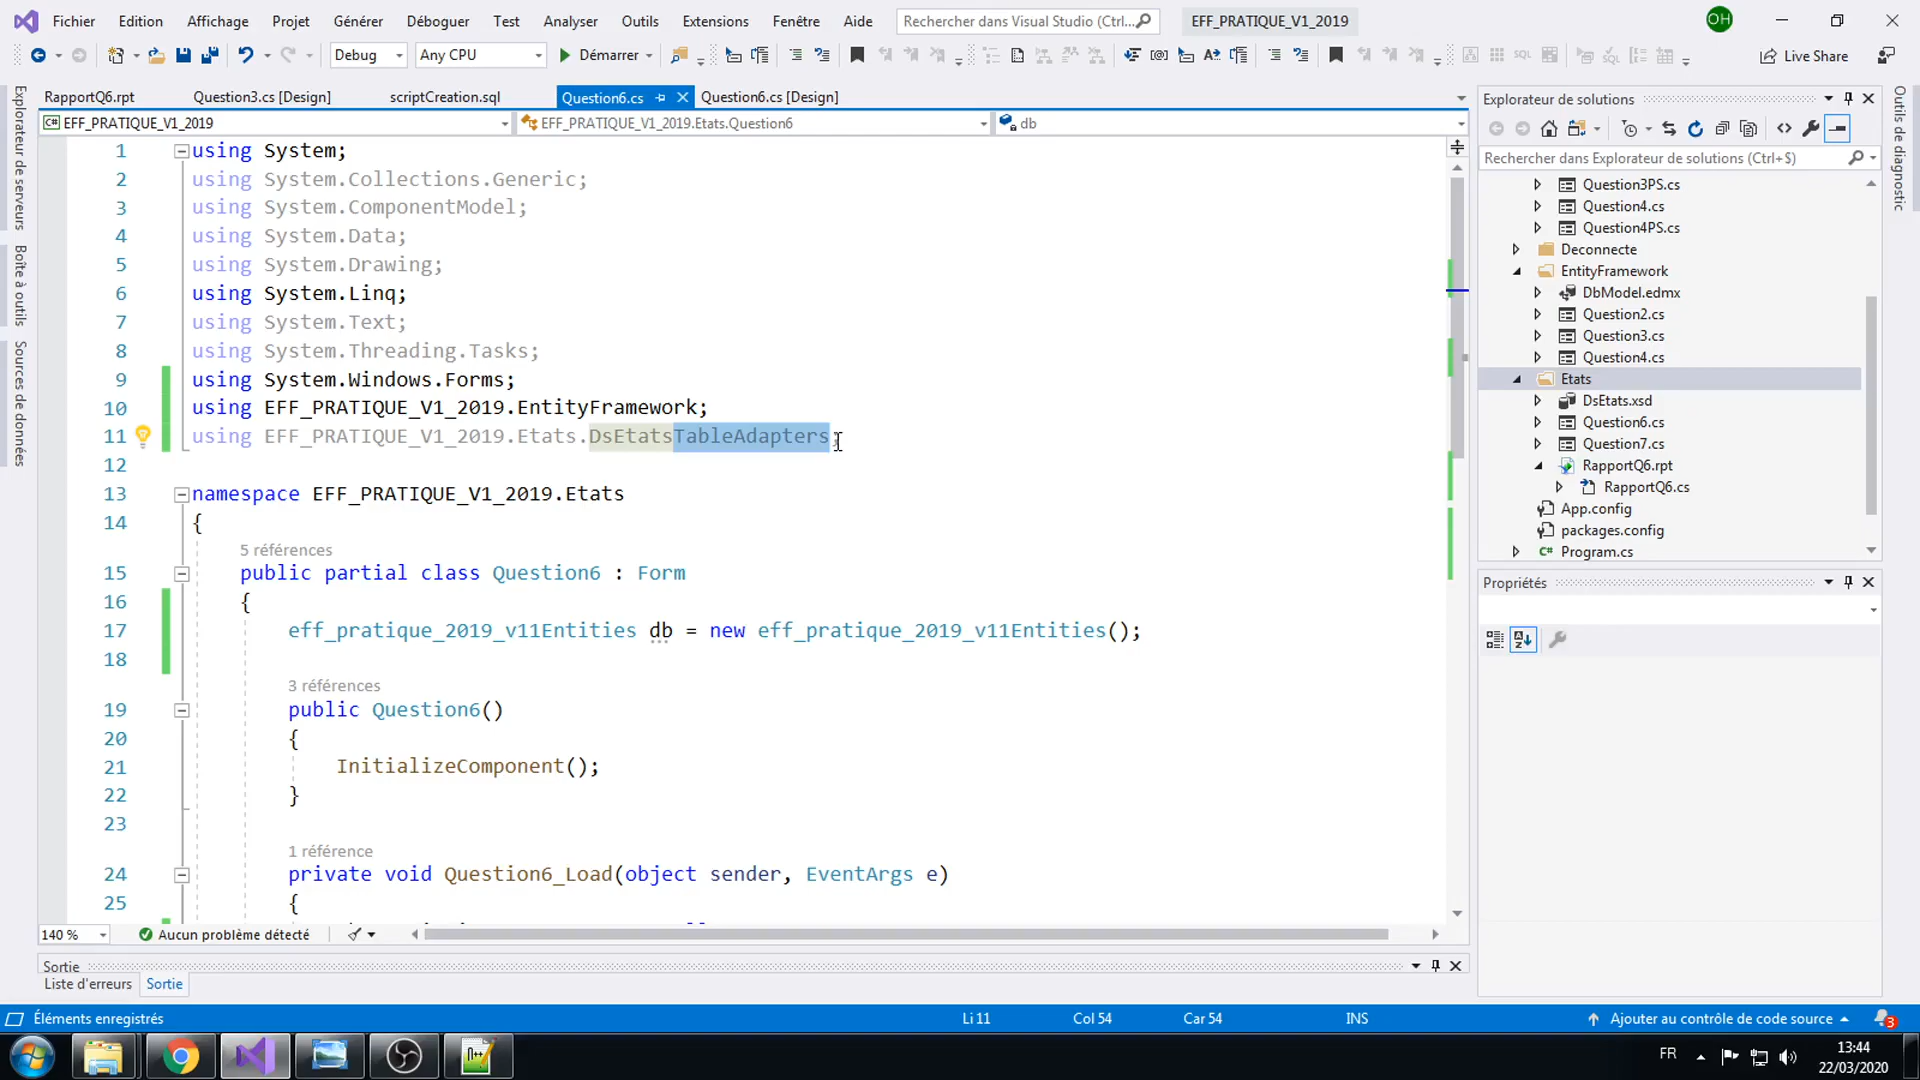 Fichier Edition Affichage Projet Générer Déboguer Test Analyser Outils Extensions Fenêtre Aide Rechercher dans Visual Studio (Ctrl... EFF_PRATIQUE_V1_2019 OH
Debug Any CPU Démarrer Live Share
RapportQ6.rpt Question3.cs [Design] scriptCreation.sql Question6.cs Question6.cs [Design]
EFF_PRATIQUE_V1_2019 EFF_PRATIQUE_V1_2019.Etats.Question6 db
1 using System;
2 using System.Collections.Generic;
3 using System.ComponentModel;
4 using System.Data;
5 using System.Drawing;
6 using System.Linq;
7 using System.Text;
8 using System.Threading.Tasks;
9 using System.Windows.Forms;
10 using EFF_PRATIQUE_V1_2019.EntityFramework;
11 using EFF_PRATIQUE_V1_2019.Etats.DsEtatsTableAdapters;
12
13 namespace EFF_PRATIQUE_V1_2019.Etats
14 {
5 références
15 public partial class Question6 : Form
16 {
17 eff_pratique_2019_v11Entities db = new eff_pratique_2019_v11Entities();
18
3 références
19 public Question6()
20 {
21 InitializeComponent();
22 }
23
1 référence
24 private void Question6_Load(object sender, EventArgs e)
25 {
140 % Aucun problème détecté
Sortie
Liste d'erreurs Sortie
Explorateur de serveurs
Boîte à outils
Sources de données
Explorateur de solutions
Rechercher dans Explorateur de solutions (Ctrl+$)
Question3PS.cs
Question4.cs
Question4PS.cs
Deconnecte
EntityFramework
DbModel.edmx
Question2.cs
Question3.cs
Question4.cs
Etats
DsEtats.xsd
Question6.cs
Question7.cs
RapportQ6.rpt
RapportQ6.cs
App.config
packages.config
Program.cs
Propriétés
Outils de diagnostic
Éléments enregistrés Li 11 Col 54 Car 54 INS Ajouter au contrôle de code source 3
FR 13:44
22/03/2020